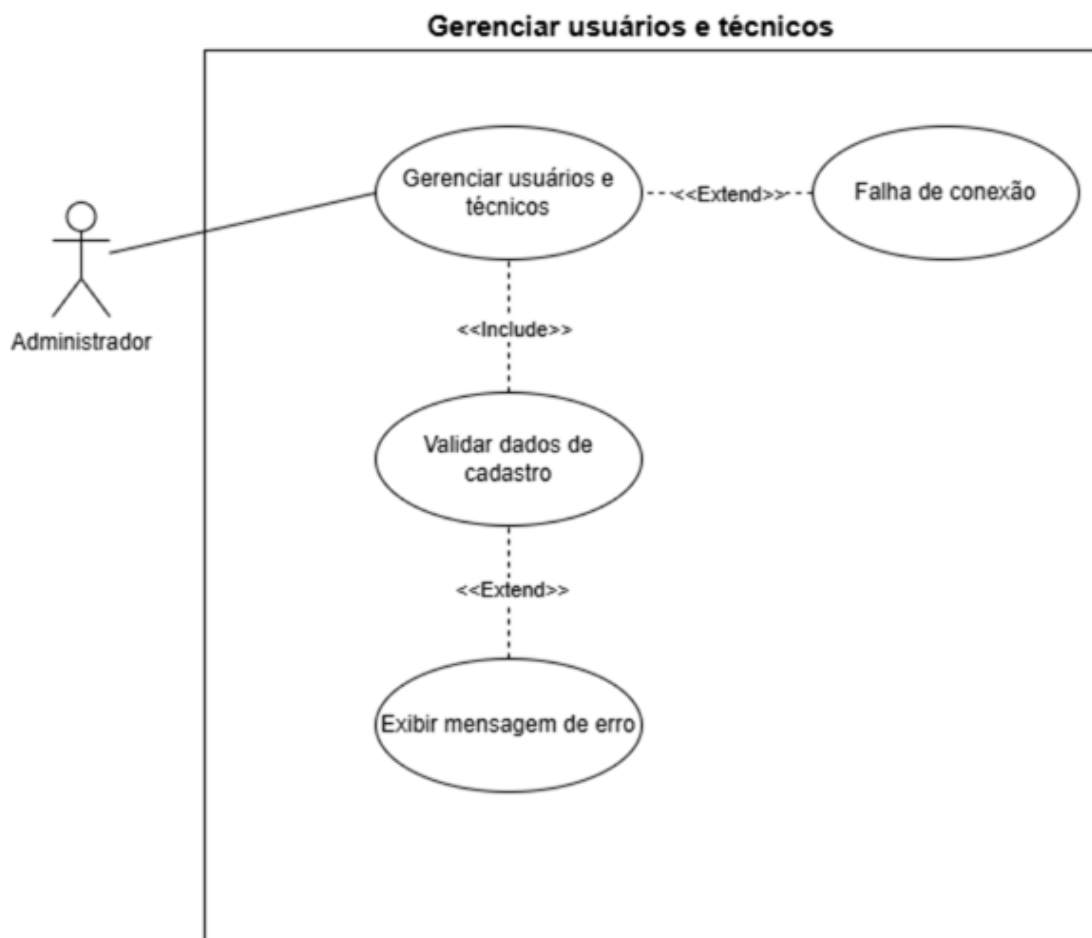 Gerenciar usuários e técnicos
Gerenciar usuários e
técnicos
<<Extend>>
Falha de conexão
Administrador
<<Include>>
Validar dados de
cadastro
<<Extend>>
Exibir mensagem de erro